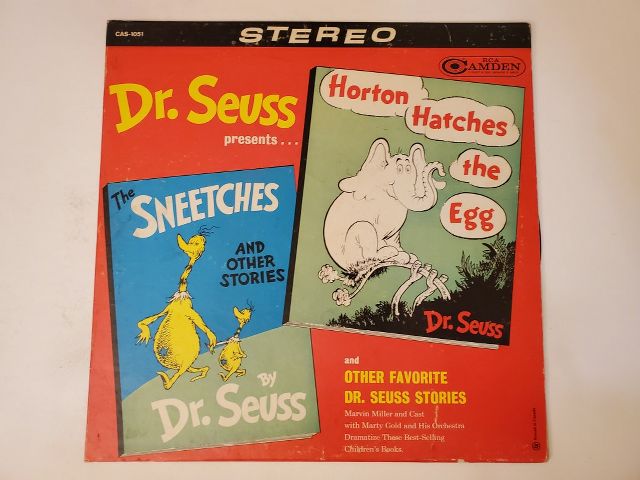 CAS-1051
STEREO
RCA
CAMDEN
Dr. Seuss
presents...
Horton
Hatches
the
Egg
Dr. Seuss
The
SNEETCHES
AND
OTHER
STORIES
By
Dr. Seuss
and
OTHER FAVORITE
DR. SEUSS STORIES
Marvin Miller and Cast
with Marty Gold and His Orchestra
Dramatize These Best-Selling
Children's Books.